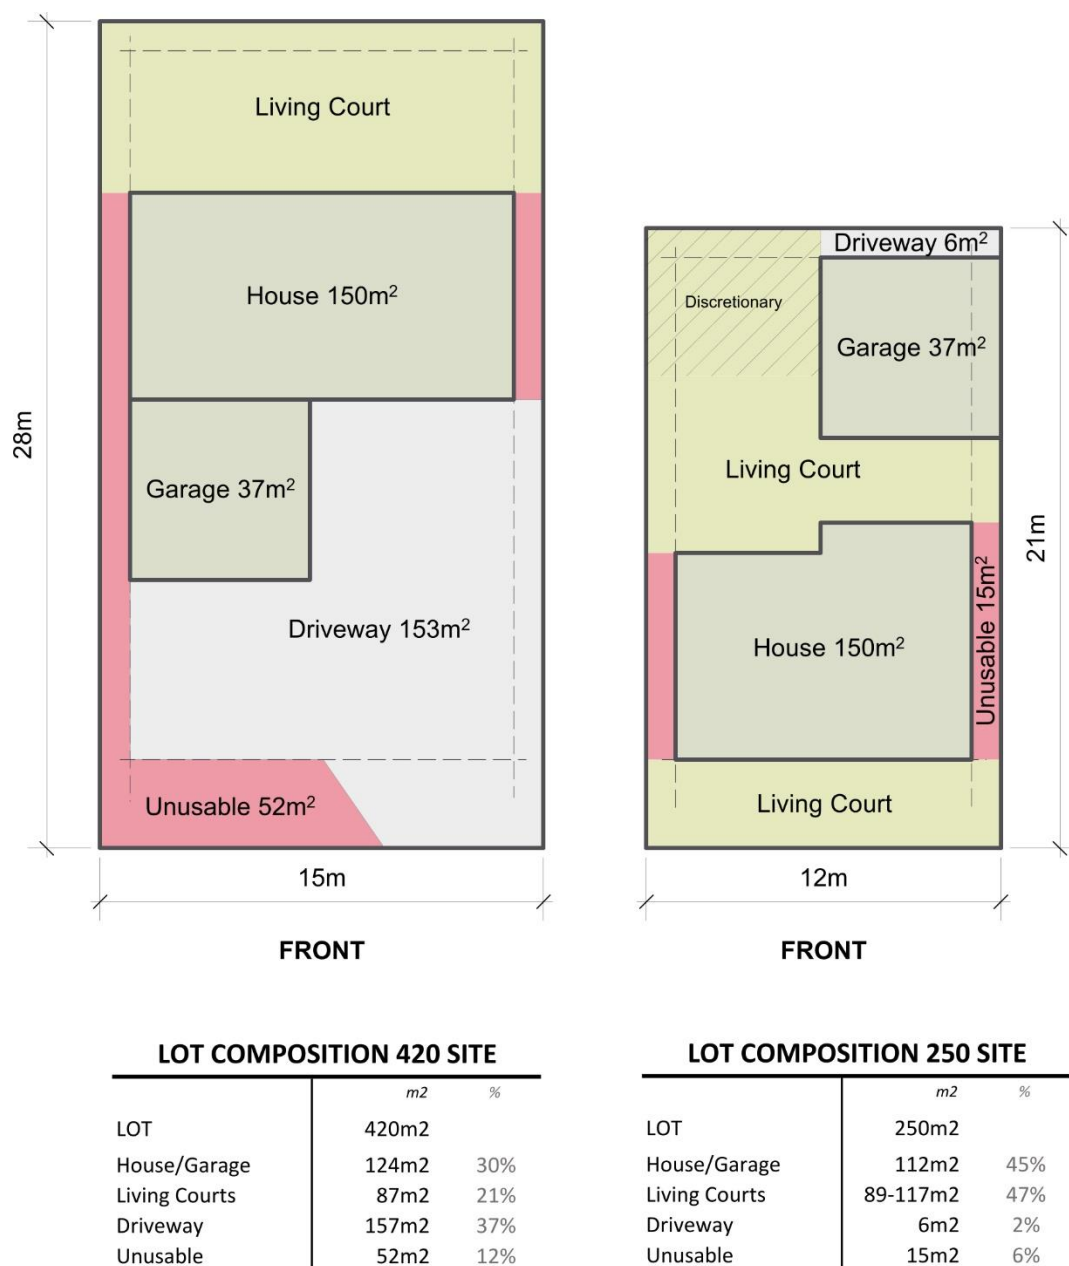 Living Court
House 150m²
Garage 37m²
Driveway 153m²
Unusable 52m²
28m
15m
FRONT
Driveway 6m²
Discretionary
Garage 37m²
Living Court
House 150m²
Unusable 15m²
Living Court
21m
12m
FRONT
LOT COMPOSITION 420 SITE
m2 %
LOT 420m2
House/Garage 124m2 30%
Living Courts 87m2 21%
Driveway 157m2 37%
Unusable 52m2 12%
LOT COMPOSITION 250 SITE
m2 %
LOT 250m2
House/Garage 112m2 45%
Living Courts 89-117m2 47%
Driveway 6m2 2%
Unusable 15m2 6%